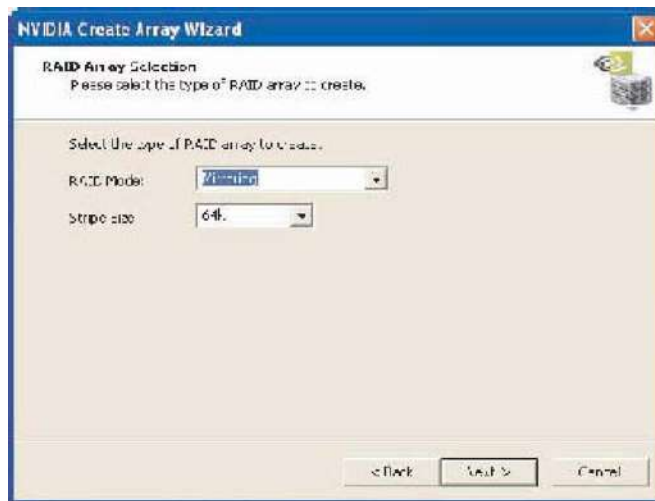 NVIDIA Create Array Wizard
RAID Array Selection
Please select the type of RAID array to create.
Select the type of RAID array to create.
RAID Mode:
Mirroring
Stripe Size
64k
< Back
Next >
Cancel